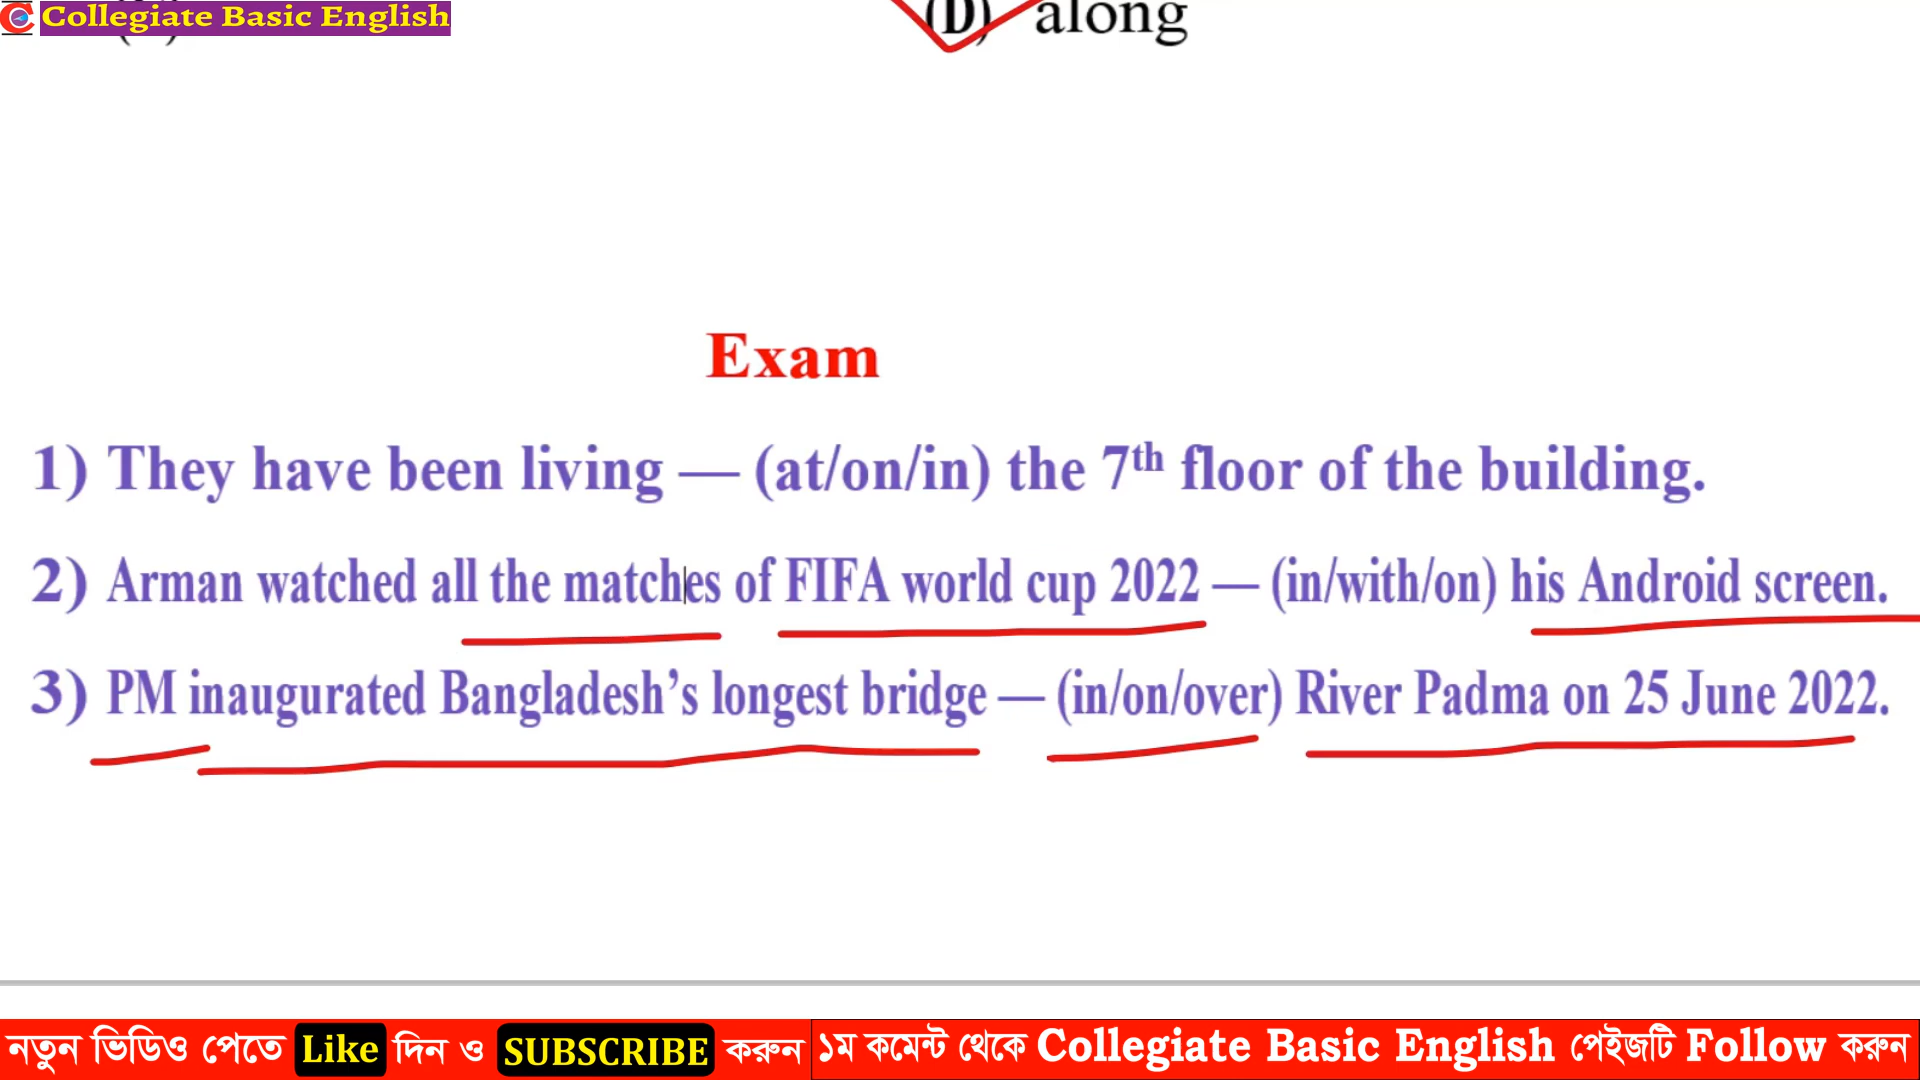 Collegiate Basic English
(D) along
Exam
1) They have been living — (at/on/in) the 7th floor of the building.
2) Arman watched all the matches of FIFA world cup 2022 — (in/with/on) his Android screen.
3) PM inaugurated Bangladesh’s longest bridge — (in/on/over) River Padma on 25 June 2022.
নতুন ভিডিও পেতে Like দিন ও SUBSCRIBE করুন ১ম কমেন্ট থেকে Collegiate Basic English পেইজটি Follow করুন